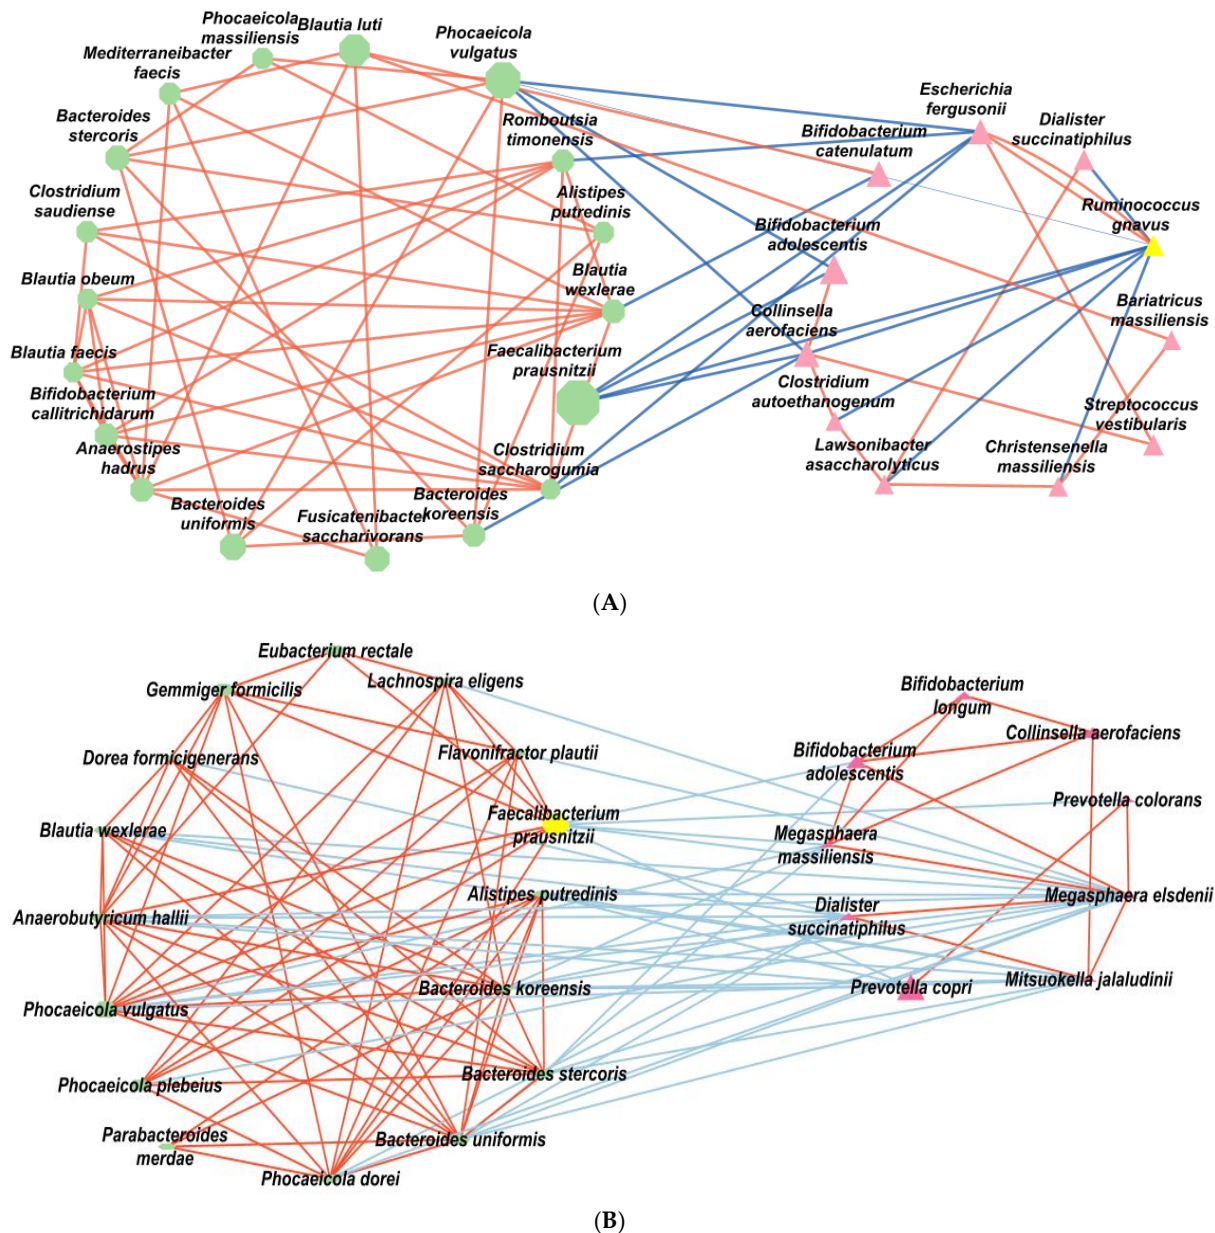 Phocaeicola
massiliensis
Blautia luti
Phocaeicola
vulgatus
Mediterraneibacter
faecis
Bacteroides
stercoris
Romboutsia
timonensis
Clostridium
saudiense
Alistipes
putredinis
Blautia obeum
Blautia
wexlerae
Blautia faecis
Faecalibacterium
prausnitzii
Bifidobacterium
callitrichidarum
Anaerostipes
hadrus
Clostridium
saccharogumia
Bacteroides
uniformis
Fusicatenibacter
saccharivorans
Bacteroides
koreensis
Escherichia
fergusonii
Dialister
succinatiphilus
Bifidobacterium
catenulatum
Ruminococcus
gnavus
Bifidobacterium
adolescentis
Collinsella
aerofaciens
Bariatricus
massiliensis
Clostridium
autoethanogenum
Streptococcus
vestibularis
Lawsonibacter
asaccharolyticus
Christensenella
massiliensis
(A)
Eubacterium rectale
Gemmiger formicilis
Lachnospira eligens
Dorea formicigenerans
Flavonifractor plautii
Blautia wexlerae
Faecalibacterium
prausnitzii
Anaerobutyricum hallii
Alistipes putredinis
Phocaeicola vulgatus
Bacteroides koreensis
Phocaeicola plebeius
Bacteroides stercoris
Parabacteroides
merdae
Bacteroides uniformis
Phocaeicola dorei
Bifidobacterium
longum
Collinsella aerofaciens
Bifidobacterium
adolescentis
Prevotella colorans
Megasphaera
massiliensis
Megasphaera elsdenii
Dialister
succinatiphilus
Prevotella copri
Mitsuokella jalaludinii
(B)